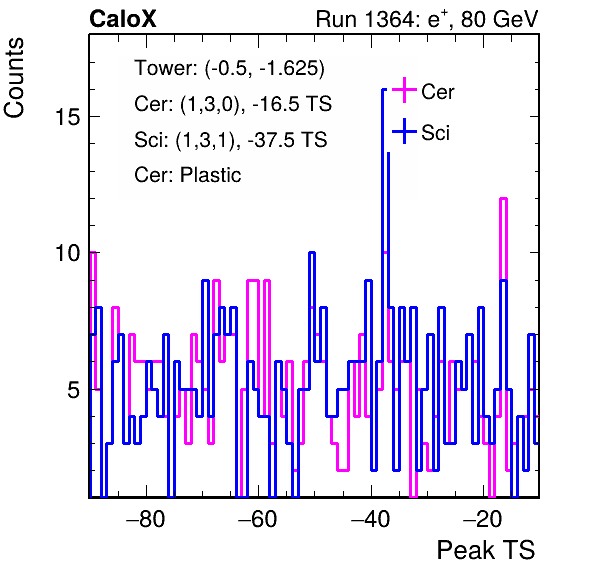 CaloX Run 1364: e⁺, 80 GeV
Counts
Tower: (-0.5, -1.625)
Cer: (1,3,0), -16.5 TS
Sci: (1,3,1), -37.5 TS
Cer: Plastic
Cer
Sci
15
10
5
−80 −60 −40 −20
Peak TS